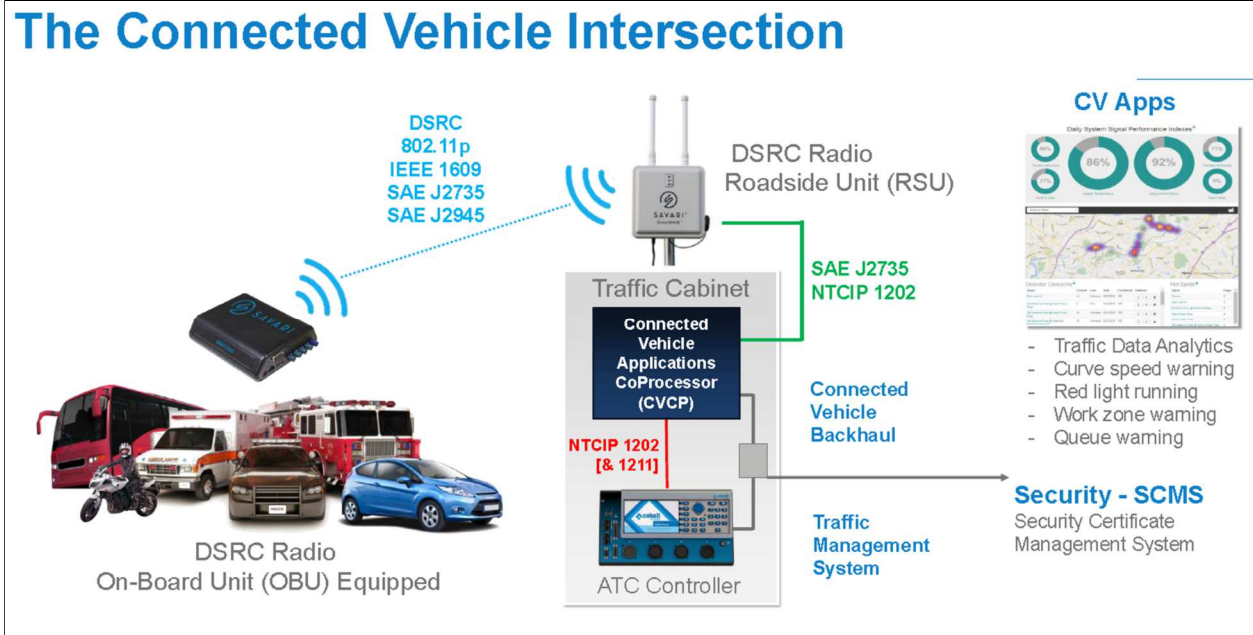 The Connected Vehicle Intersection
DSRC
802.11p
IEEE 1609
SAE J2735
SAE J2945
SAVARI
DSRC Radio
Roadside Unit (RSU)
SAE J2735
NTCIP 1202
Traffic Cabinet
Connected
Vehicle
Applications
CoProcessor
(CVCP)
NTCIP 1202
[& 1211]
cobalt
ATC Controller
Connected
Vehicle
Backhaul
Traffic
Management
System
SAVARI
AMBULANCE
DSRC Radio
On-Board Unit (OBU) Equipped
CV Apps
Daily System Signal Performance Indexes
86%
92%
- Traffic Data Analytics
- Curve speed warning
- Red light running
- Work zone warning
- Queue warning
Security - SCMS
Security Certificate
Management System